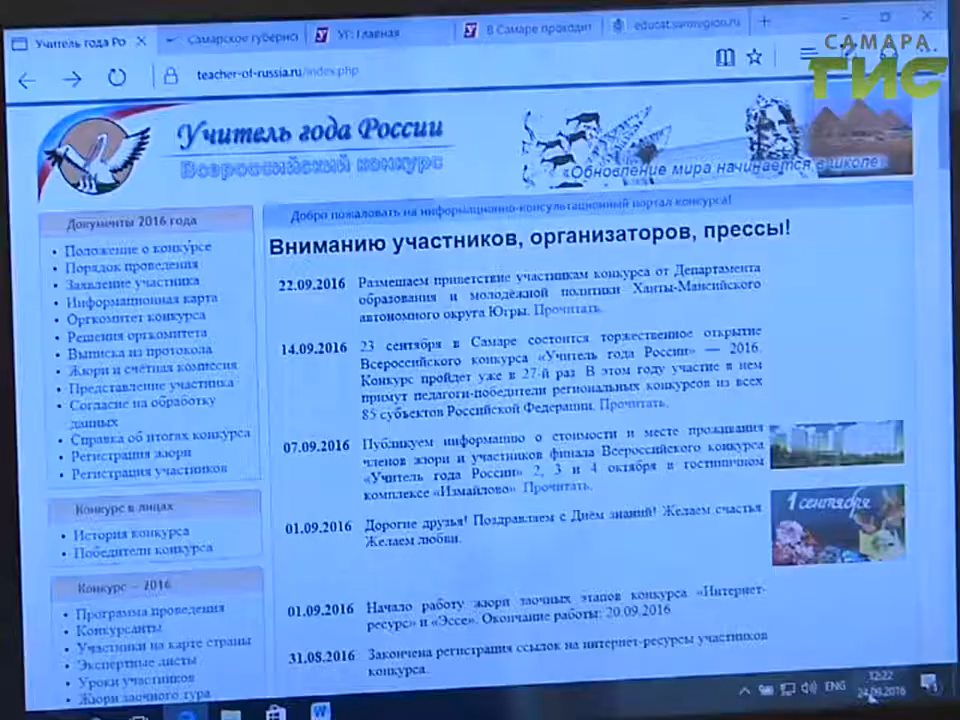 Учитель года Ро
Самарское губернс
УГ: Главная
В Самаре проходит
educat.samregion.ru
САМАРА
ГИС
teacher-of-russia.ru/index.php
Учитель года России
Всероссийский конкурс
«Обновление мира начинается в школе»
Документы 2016 года
Положение о конкурсе
Порядок проведения
Заявление участника
Информационная карта
Оргкомитет конкурса
Решения оргкомитета
Выписка из протокола
Жюри и счётная комиссия
Представление участника
Согласие на обработку
данных
Справка об итогах конкурса
Регистрация жюри
Регистрация участников
Конкурс в лицах
История конкурса
Победители конкурса
Конкурс – 2016
Программа проведения
Конкурсанты
Участники на карте страны
Экспертные листы
Уроки участников
Жюри заочного тура
Добро пожаловать на информационно-консультационный портал конкурса!
Вниманию участников, организаторов, прессы!
22.09.2016 Размещаем приветствие участникам конкурса от Департамента
образования и молодёжной политики Ханты-Мансийского
автономного округа Югры. Прочитать.
14.09.2016 23 сентября в Самаре состоится торжественное открытие
Всероссийского конкурса «Учитель года России» — 2016.
Конкурс пройдет уже в 27-й раз. В этом году участие в нем
примут педагоги-победители региональных конкурсов из всех
85 субъектов Российской Федерации. Прочитать.
07.09.2016 Публикуем информацию о стоимости и месте проживания
членов жюри и участников финала Всероссийского конкурса
«Учитель года России» 2, 3 и 4 октября в гостиничном
комплексе «Измайлово». Прочитать.
01.09.2016 Дорогие друзья! Поздравляем с Днём знаний! Желаем счастья
Желаем любви.
1 сентября
01.09.2016 Начало работу жюри заочных этапов конкурса «Интернет-
ресурс» и «Эссе». Окончание работы: 20.09.2016
31.08.2016 Закончена регистрация ссылок на интернет-ресурсы участников
конкурса.
ENG
12:22
24.09.2016